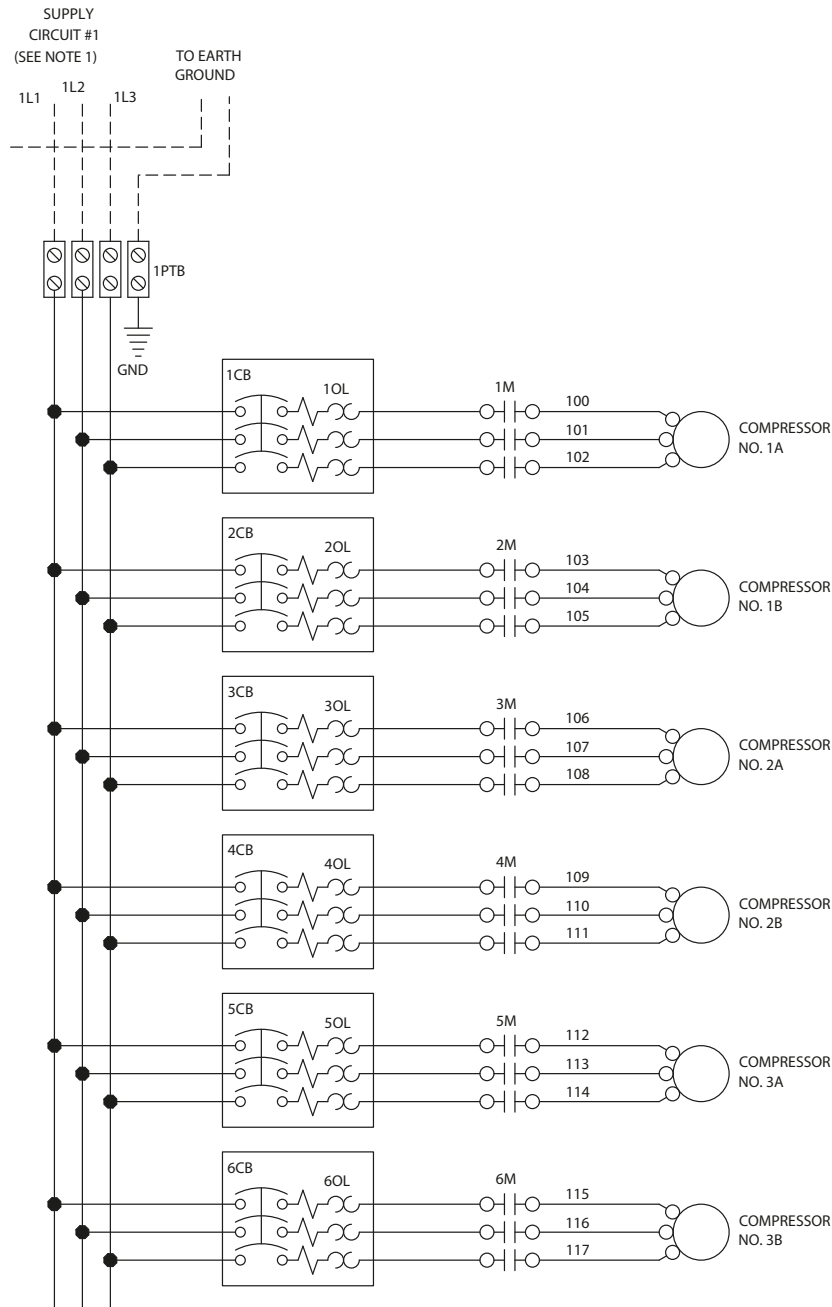 SUPPLY
CIRCUIT #1
(SEE NOTE 1)
TO EARTH
GROUND
1L1
1L2
1L3
1PTB
GND
1CB
1OL
1M
100
101
102
COMPRESSOR
NO. 1A
2CB
2OL
2M
103
104
105
COMPRESSOR
NO. 1B
3CB
3OL
3M
106
107
108
COMPRESSOR
NO. 2A
4CB
4OL
4M
109
110
111
COMPRESSOR
NO. 2B
5CB
5OL
5M
112
113
114
COMPRESSOR
NO. 3A
6CB
6OL
6M
115
116
117
COMPRESSOR
NO. 3B